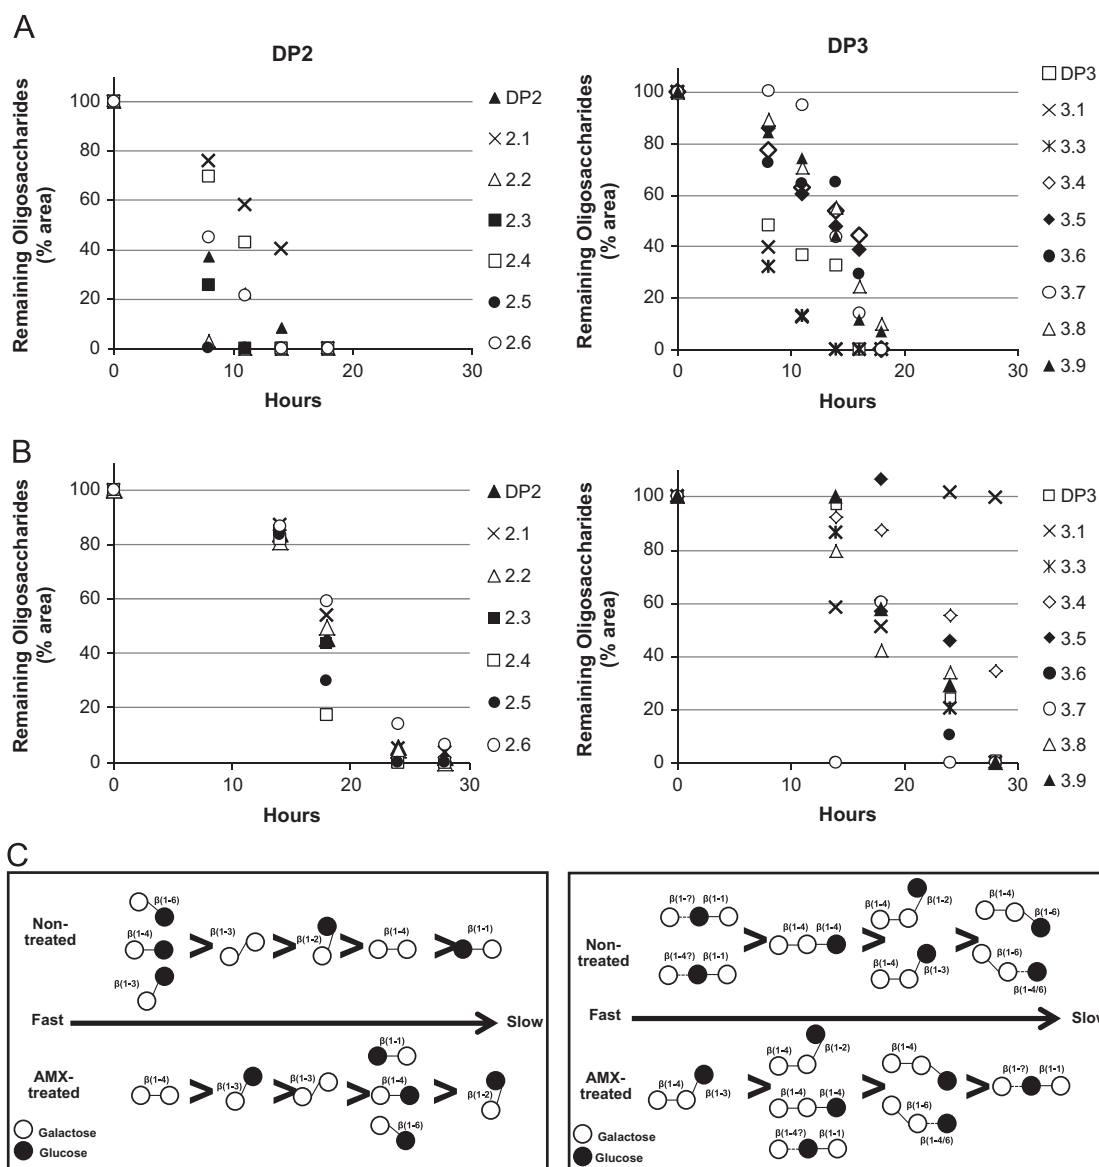 A
DP2
Remaining Oligosaccharides
(% area)
100
80
60
40
20
0
0
10
20
30
Hours
DP2
2.1
2.2
2.3
2.4
2.5
2.6
DP3
Remaining Oligosaccharides
(% area)
100
80
60
40
20
0
0
10
20
30
Hours
DP3
3.1
3.3
3.4
3.5
3.6
3.7
3.8
3.9
B
Remaining Oligosaccharides
(% area)
100
80
60
40
20
0
0
10
20
30
Hours
DP2
2.1
2.2
2.3
2.4
2.5
2.6
Remaining Oligosaccharides
(% area)
100
80
60
40
20
0
0
10
20
30
Hours
DP3
3.1
3.3
3.4
3.5
3.6
3.7
3.8
3.9
C
Non-
treated
β(1-6)
β(1-4)
β(1-3)
>
β(1-3)
>
β(1-2)
>
β(1-4)
>
β(1-1)
Fast
Slow
AMX-
treated
β(1-4)
>
β(1-3)
>
β(1-3)
>
β(1-1)
β(1-4)
β(1-6)
>
β(1-2)
Galactose
Glucose
Non-
treated
β(1-?) β(1-1)
β(1-4?) β(1-1)
>
β(1-4) β(1-4)
>
β(1-4) β(1-2)
β(1-4) β(1-3)
>
β(1-4) β(1-6)
β(1-6)
β(1-4/6)
Fast
Slow
AMX-
treated
β(1-4)
β(1-3)
>
β(1-4) β(1-2)
β(1-4) β(1-4)
β(1-4?) β(1-1)
>
β(1-4)
β(1-6)
β(1-4/6)
>
β(1-?) β(1-1)
Galactose
Glucose